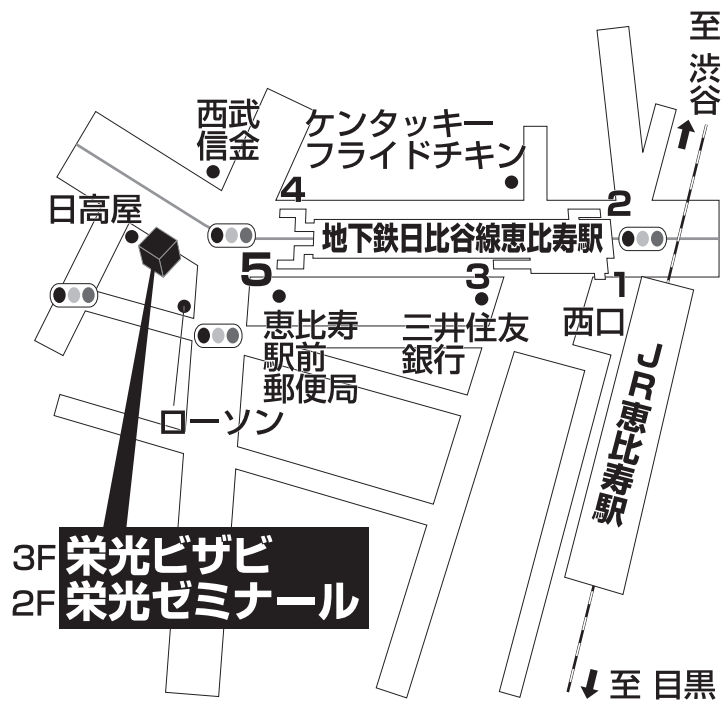 至 渋谷
西武
信金
ケンタッキー
フライドチキン
日高屋
4
2
地下鉄日比谷線恵比寿駅
5
3
1
恵比寿
駅前
郵便局
三井住友
銀行
西口
JR恵比寿駅
ローソン
3F 栄光ビザビ
2F 栄光ゼミナール
至 目黒